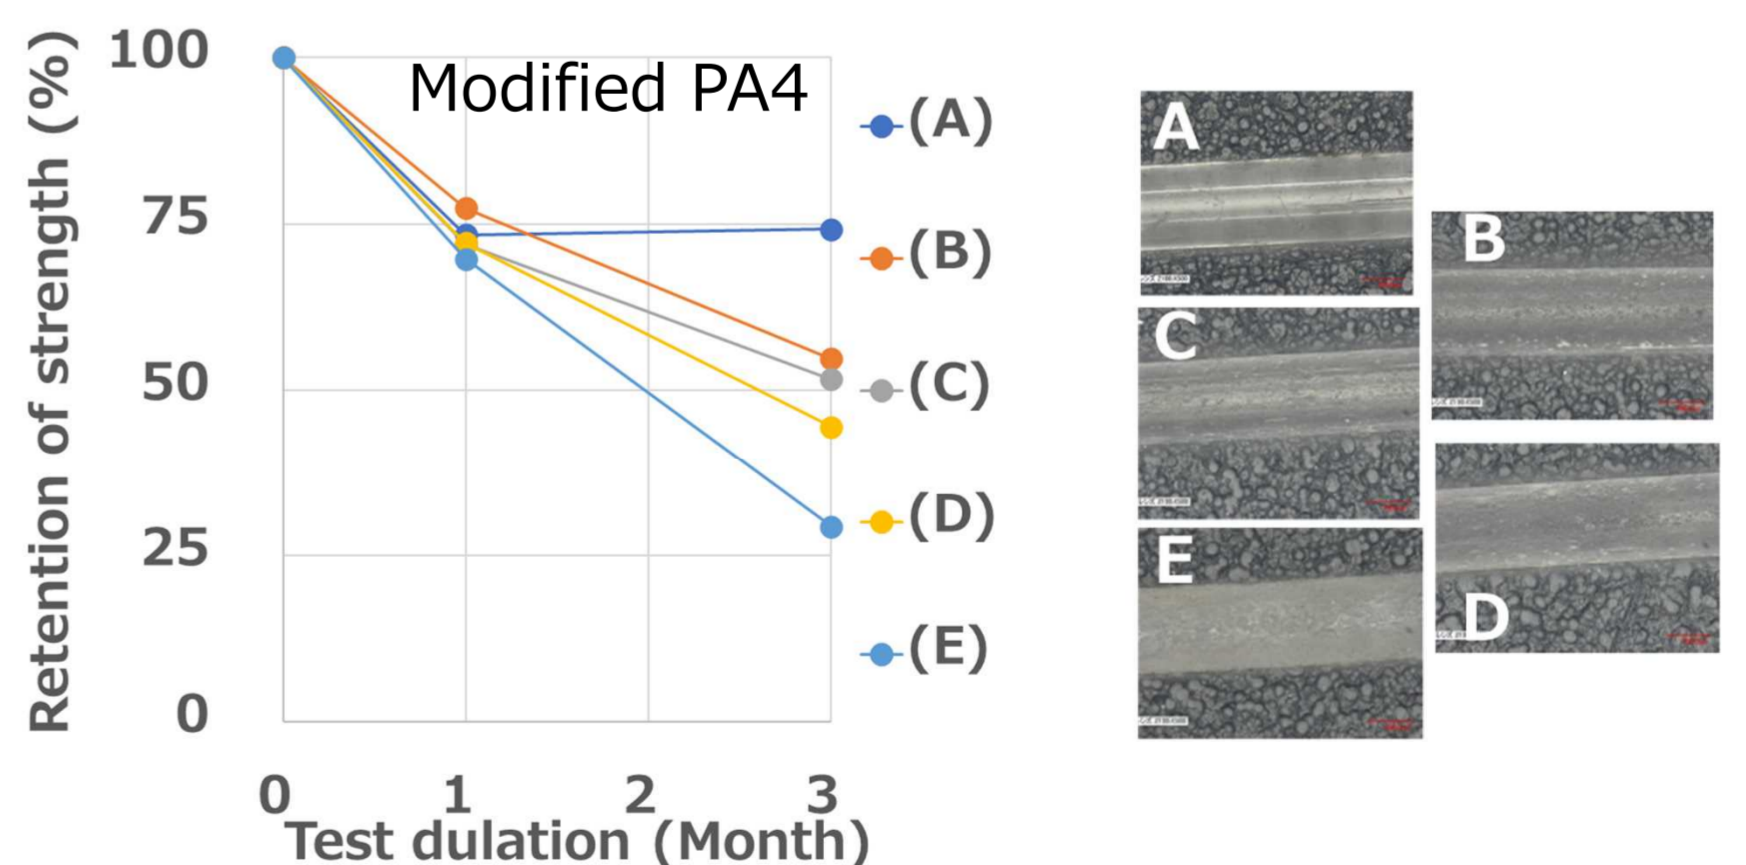 Retention of strength (%)
100
75
50
25
0
Modified PA4
0 1 2 3
Test dulation (Month)
(A)
(B)
(C)
(D)
(E)
A
B
C
D
E